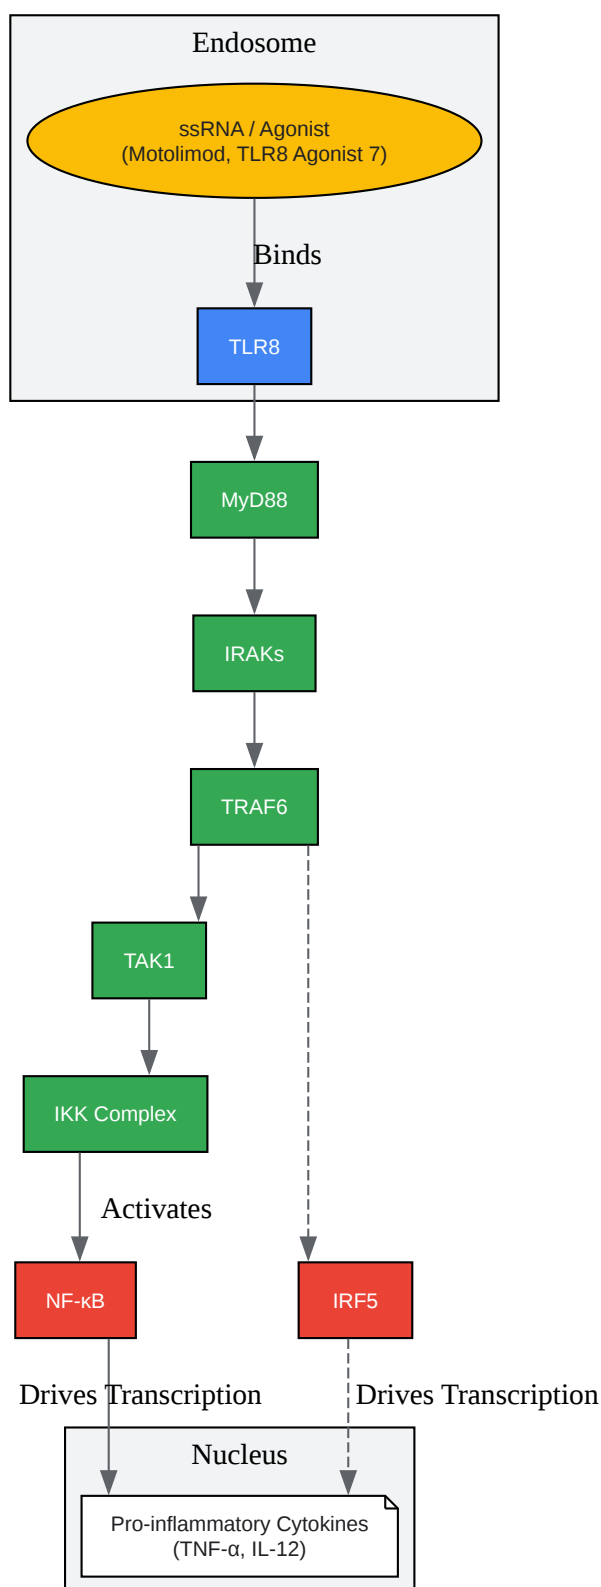 Endosome
ssRNA / Agonist
(Motolimod, TLR8 Agonist 7)
Binds
TLR8
MyD88
IRAKs
TRAF6
TAK1
IKK Complex
Activates
NF-κB
IRF5
Drives Transcription
Drives Transcription
Nucleus
Pro-inflammatory Cytokines
(TNF-α, IL-12)